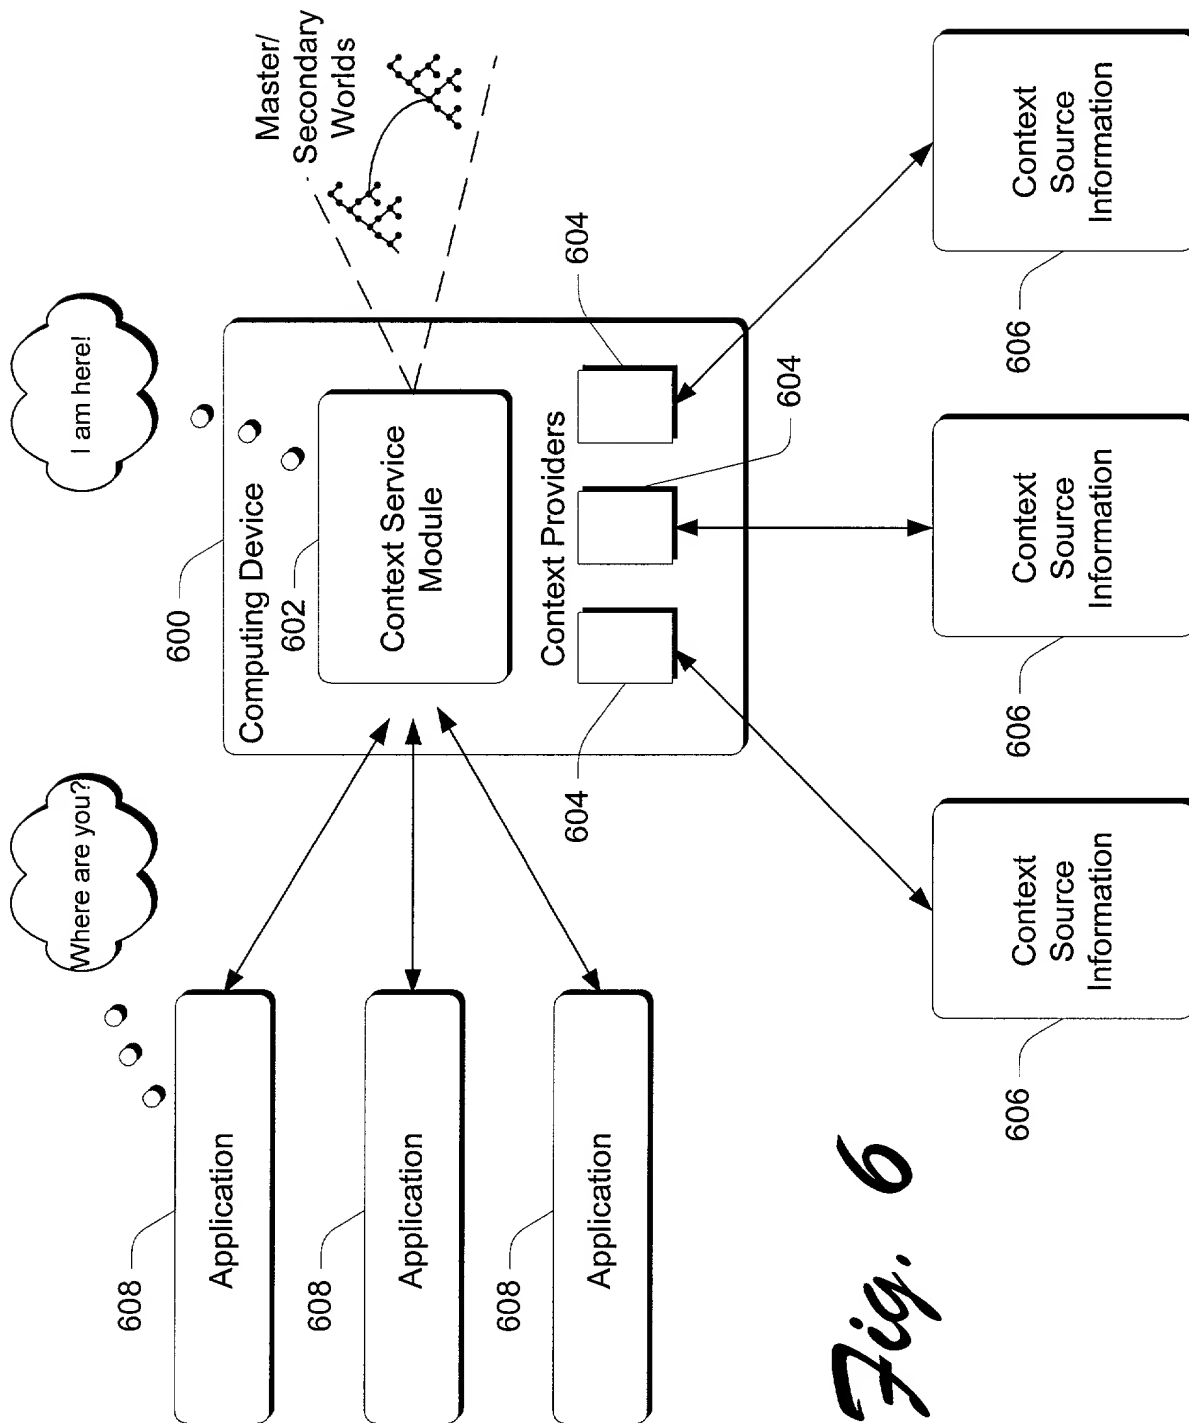 Where are you?
I am here!
608
Application
608
Application
608
Application
600
Computing Device
602
Context Service
Module
Master/
Secondary
Worlds
Context Providers
604
604
604
606
Context
Source
Information
606
Context
Source
Information
606
Context
Source
Information
Fig. 6